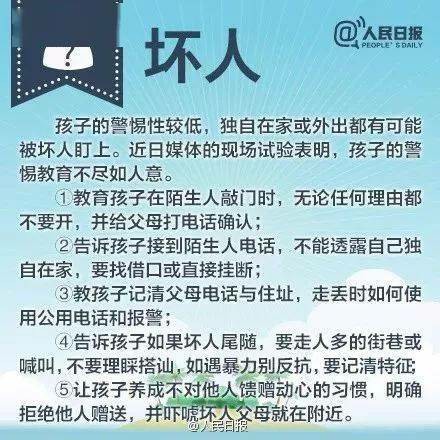 ?
坏人
@人民日报
PEOPLE'S DAILY
孩子的警惕性较低，独自在家或外出都有可能
被坏人盯上。近日媒体的现场试验表明，孩子的警
惕教育不尽如人意。
①教育孩子在陌生人敲门时，无论任何理由都
不要开，并给父母打电话确认；
②告诉孩子接到陌生人电话，不能透露自己独
自在家，要找借口或直接挂断；
③教孩子记清父母电话与住址，走丢时如何使
用公用电话和报警；
④告诉孩子如果坏人尾随，要走人多的街巷或
喊叫，不要理睬搭讪，如遇暴力别反抗，要记清特征；
⑤让孩子养成不对他人馈赠动心的习惯，明确
拒绝他人赠送，并吓唬坏人父母就在附近。
@人民日报